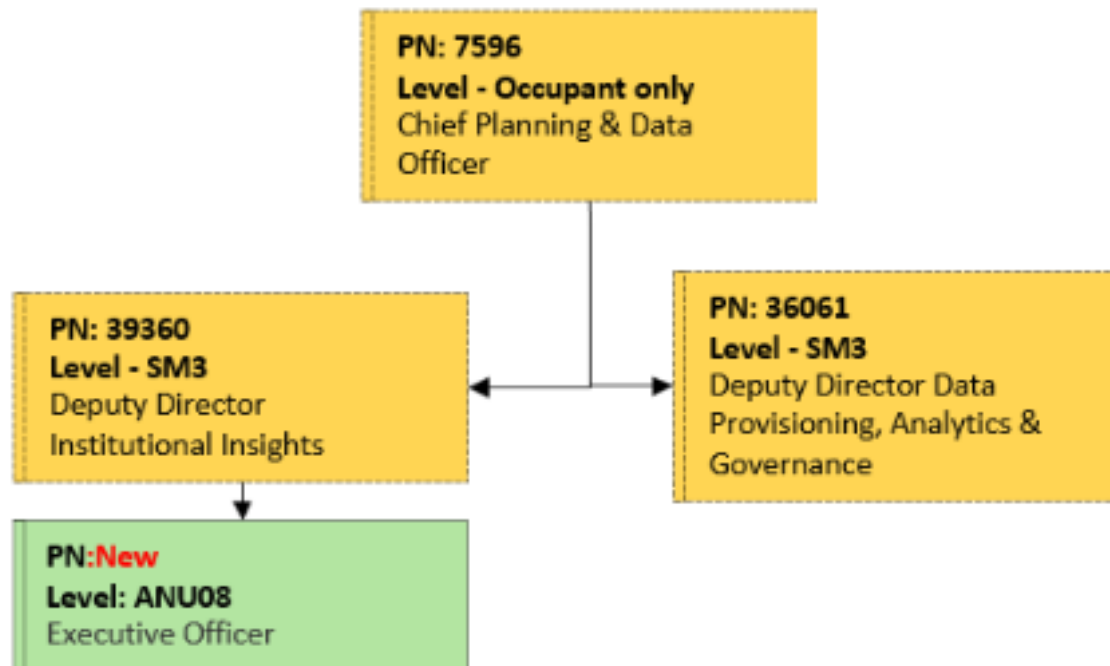 PN: 7596
Level - Occupant only
Chief Planning & Data
Officer
PN: 39360
Level - SM3
Deputy Director
Institutional Insights
PN: 36061
Level - SM3
Deputy Director Data
Provisioning, Analytics &
Governance
PN:New
Level: ANU08
Executive Officer